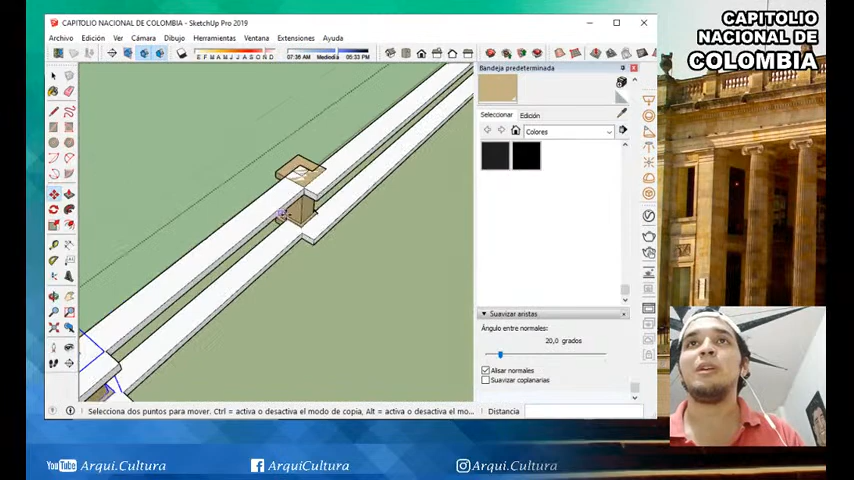 CAPITOLIO NACIONAL DE COLOMBIA - SketchUp Pro 2019
Archivo Edición Ver Cámara Dibujo Herramientas Ventana Extensiones Ayuda
E F M A M J J A S O N D 07:36 AM Mediodía 05:33 PM
Bandeja predeterminada
Seleccionar Edición
Colores
Suavizar aristas
Ángulo entre normales:
20,0 grados
Alisar normales
Suavizar coplanarias
Selecciona dos puntos para mover. Ctrl = activa o desactiva el modo de copia, Alt = activa o desactiva el mo...
Distancia
CAPITOLIO
NACIONAL DE
COLOMBIA
YouTube Arqui.Cultura
ArquiCultura
Arqui.Cultura